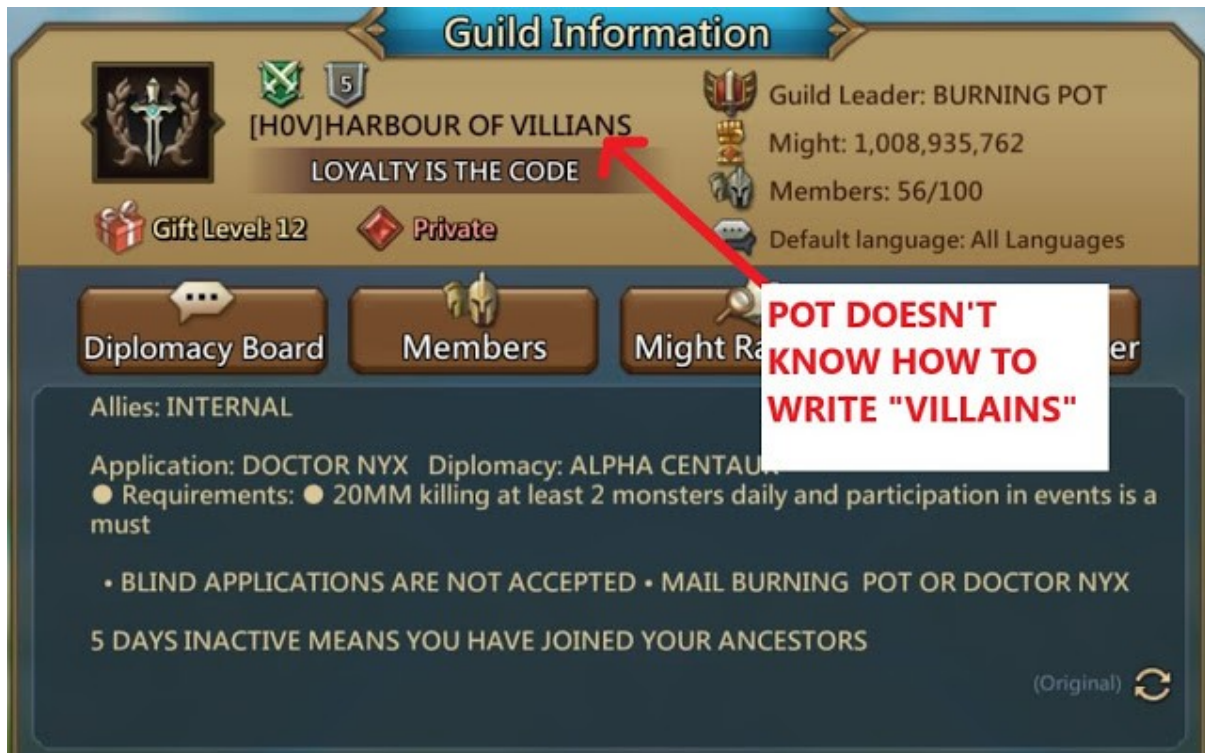 Guild Information
5
[H0V]HARBOUR OF VILLIANS
LOYALTY IS THE CODE
Gift Level: 12
Private
Guild Leader: BURNING POT
Might: 1,008,935,762
Members: 56/100
Default language: All Languages
Diplomacy Board
Members
Might
POT DOESN'T
KNOW HOW TO
WRITE "VILLAINS"
Allies: INTERNAL
Application: DOCTOR NYX Diplomacy: ALPHA
● Requirements: ● 20MM killing at least 2 monsters daily and participation in events is a
must
• BLIND APPLICATIONS ARE NOT ACCEPTED • MAIL BURNING POT OR DOCTOR NYX
5 DAYS INACTIVE MEANS YOU HAVE JOINED YOUR ANCESTORS
(Original)